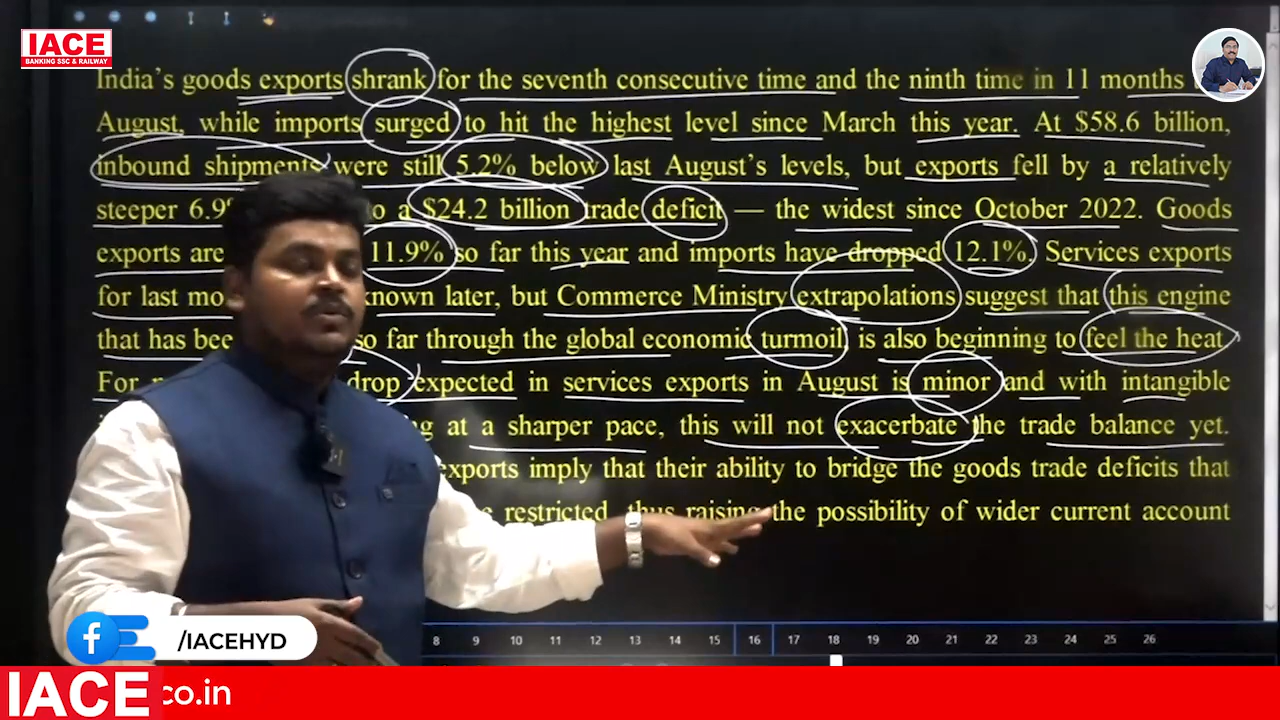 IACE
BANKING SSC & RAILWAY
India's goods exports shrank for the seventh consecutive time and the ninth time in 11 months
August, while imports surged to hit the highest level since March this year. At $58.6 billion,
inbound shipments were still 5.2% below last August's levels, but exports fell by a relatively
steeper 6.9% to a $24.2 billion trade deficit — the widest since October 2022. Goods
exports are 11.9% so far this year and imports have dropped 12.1%. Services exports
for last known later, but Commerce Ministry extrapolations suggest that this engine
that has so far through the global economic turmoil, is also beginning to feel the heat
For drop expected in services exports in August is minor and with intangible
at a sharper pace, this will not exacerbate the trade balance yet.
exports imply that their ability to bridge the goods trade deficits that
restricted, thus raising the possibility of wider current account
/IACEHYD
8 9 10 11 12 13 14 15 16 17 18 19 20 21 22 23 24 25 26
IACE co.in